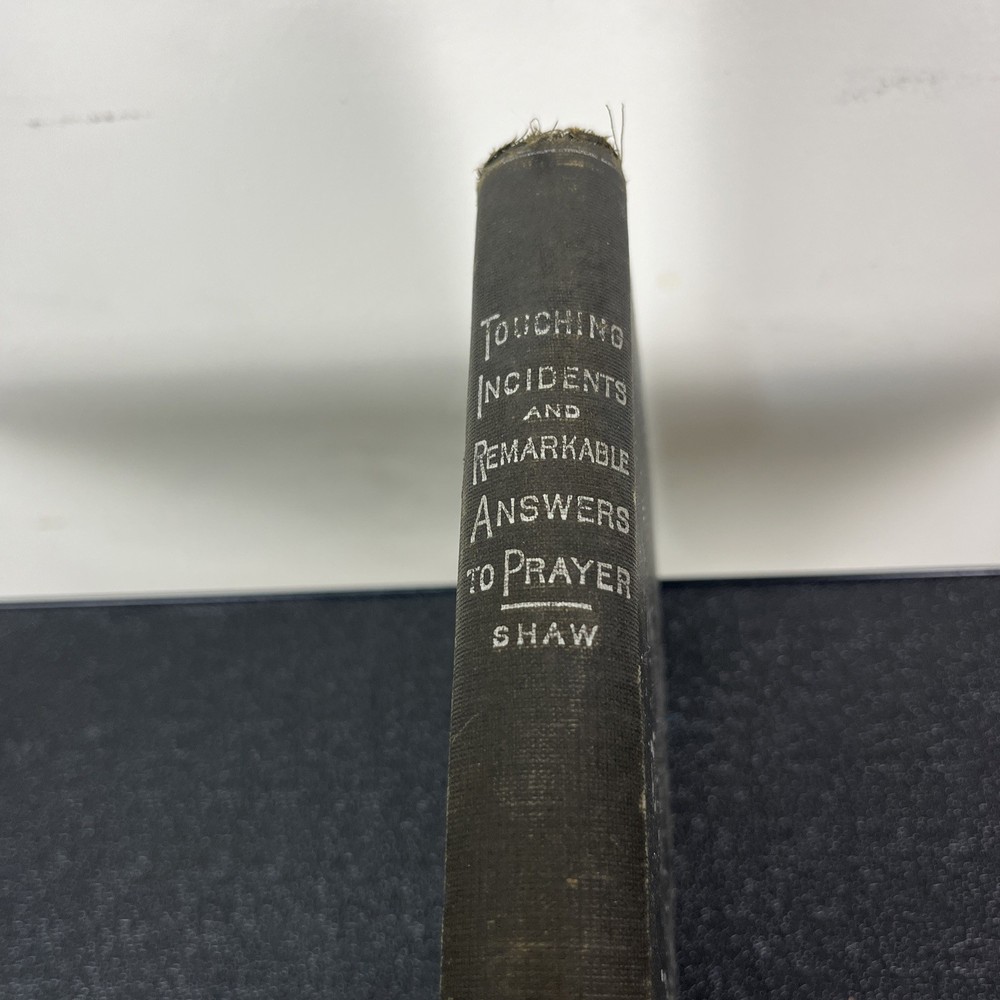 TOUCHING
INCIDENTS
AND
REMARKABLE
ANSWERS
TO PRAYER
SHAW